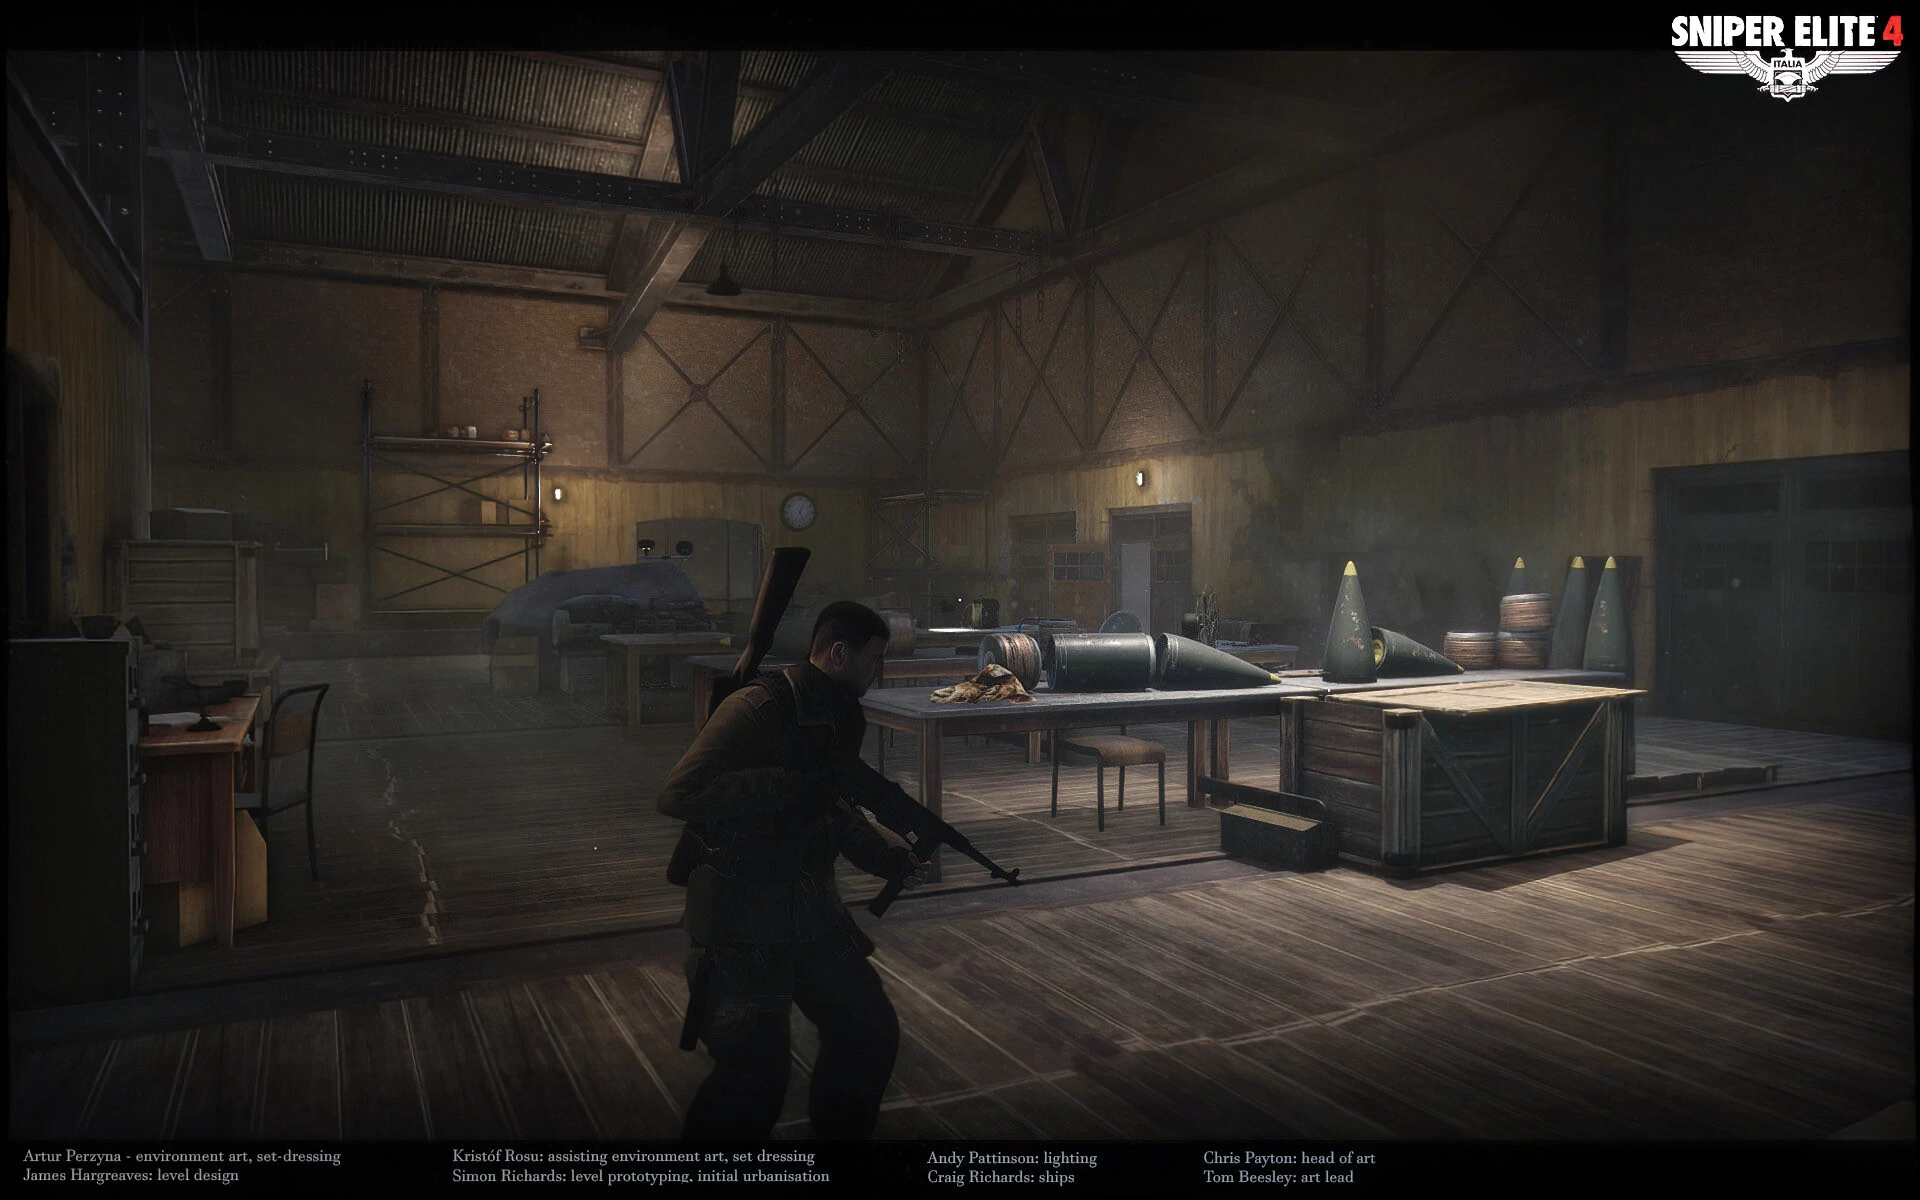 SNIPER ELITE 4
ITALIA
Artur Perzyna - environment art, set-dressing
James Hargreaves: level design
Kristóf Rosu: assisting environment art, set dressing
Simon Richards: level prototyping, initial urbanisation
Andy Pattinson: lighting
Craig Richards: ships
Chris Payton: head of art
Tom Beesley: art lead